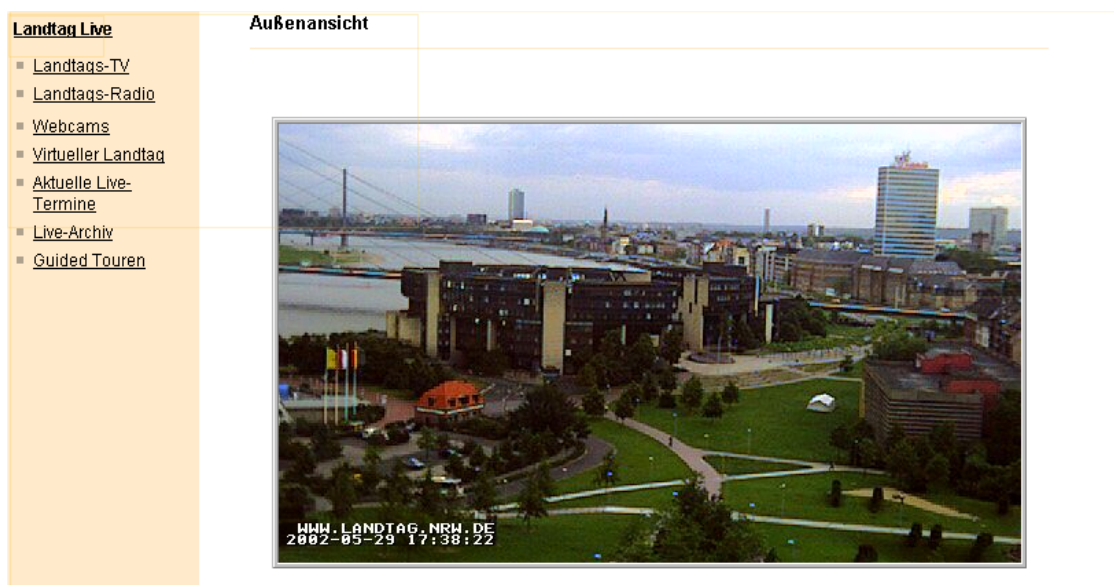 Landtag Live
Landtags-TV
Landtags-Radio
Webcams
Virtueller Landtag
Aktuelle Live-
Termine
Live-Archiv
Guided Touren
Außenansicht
WWW.LANDTAG.NRW.DE
2002-05-29 17:38:22